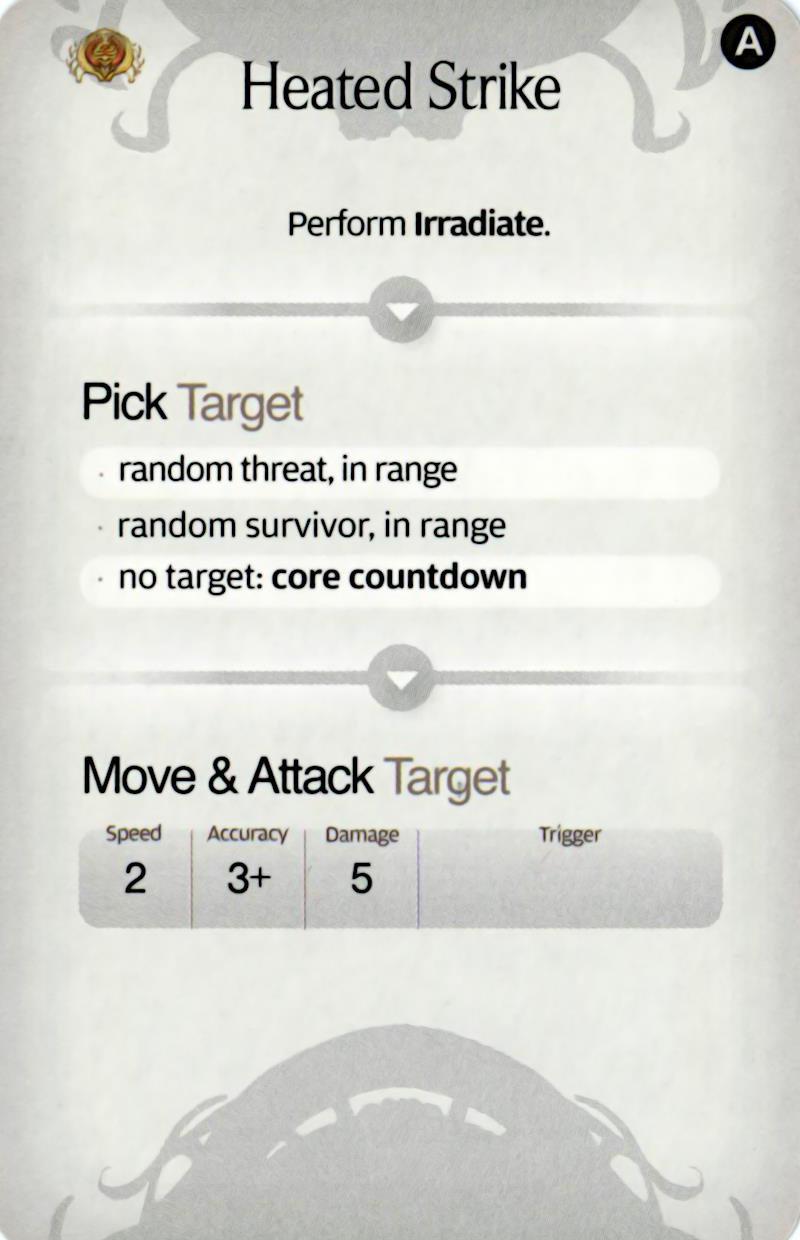 A
Heated Strike
Perform Irradiate.
Pick Target
· random threat, in range
· random survivor, in range
· no target: core countdown
Move & Attack Target
Speed Accuracy Damage Trigger
2 3+ 5